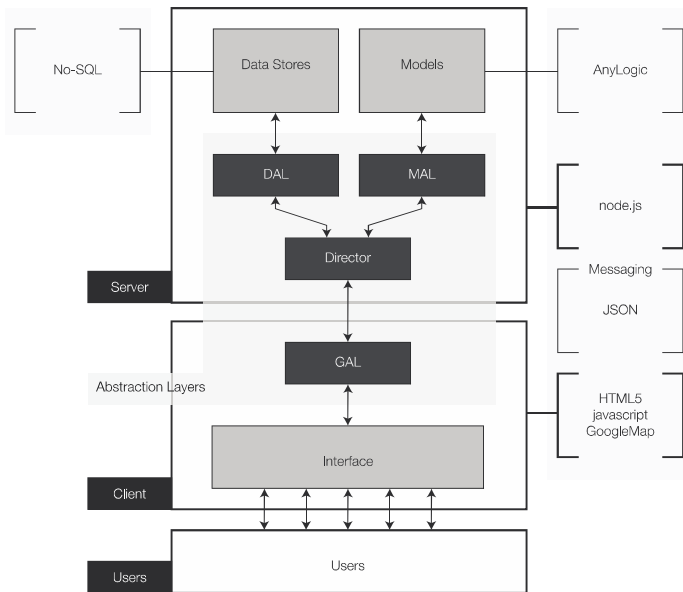 No-SQL
Data Stores
Models
AnyLogic
DAL
MAL
node.js
Director
Server
Messaging
JSON
GAL
Abstraction Layers
HTML5
javascript
GoogleMap
Interface
Client
Users
Users